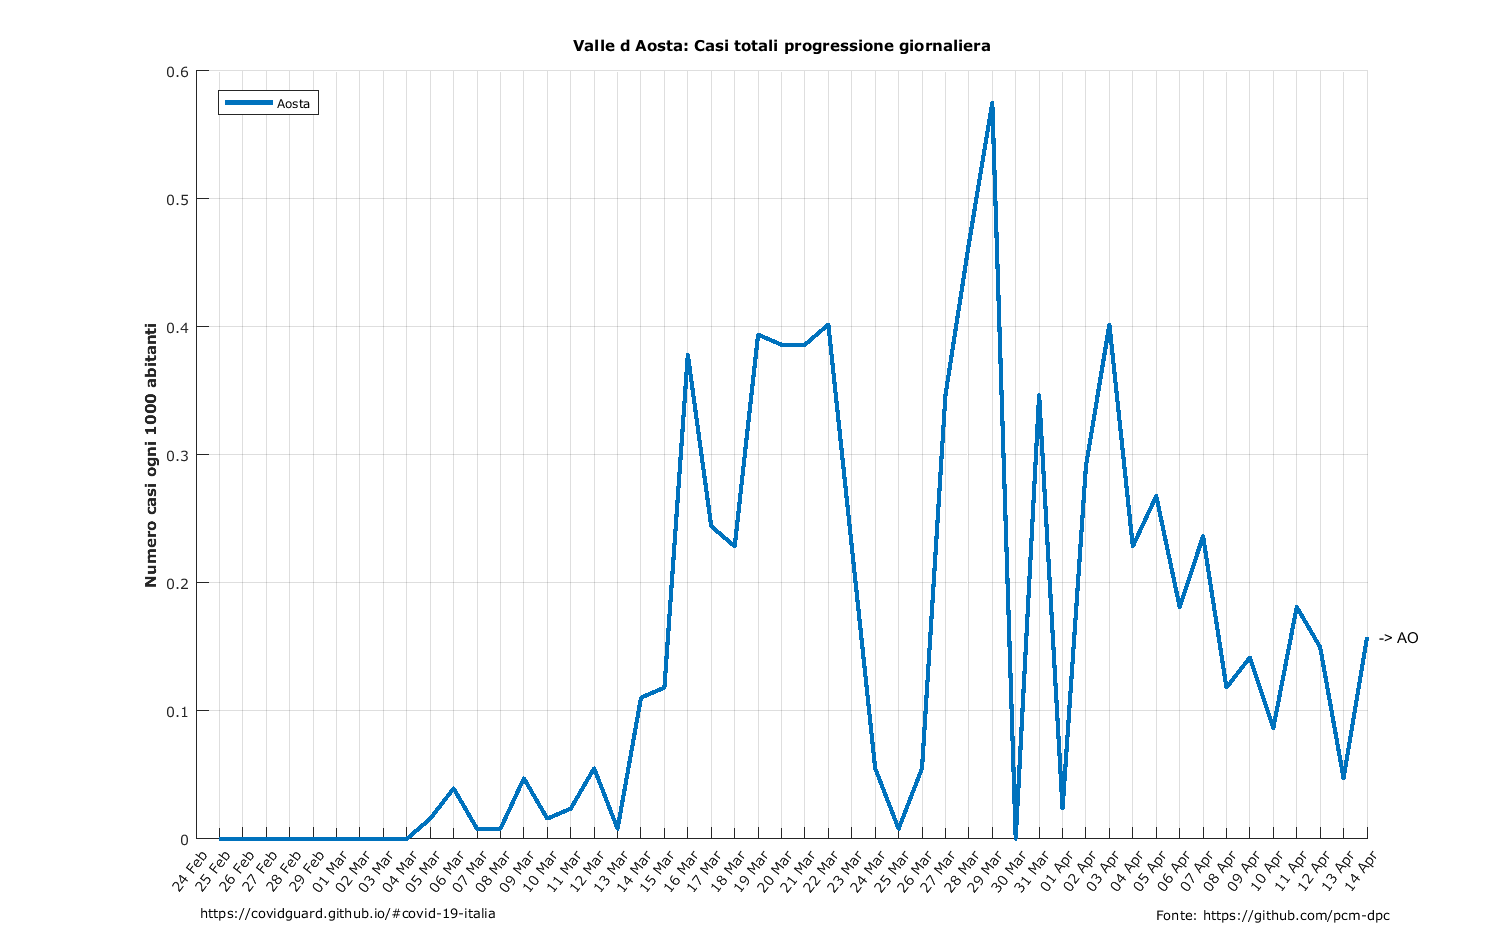 Valle d Aosta: Casi totali progressione giornaliera
0.6
Aosta
0.5
0.4
0.3
0.2
0.1
0
Numero casi ogni 1000 abitanti
-> AO
24 Feb
25 Feb
26 Feb
27 Feb
28 Feb
29 Feb
01 Mar
02 Mar
03 Mar
04 Mar
05 Mar
06 Mar
07 Mar
08 Mar
09 Mar
10 Mar
11 Mar
12 Mar
13 Mar
14 Mar
15 Mar
16 Mar
17 Mar
18 Mar
19 Mar
20 Mar
21 Mar
22 Mar
23 Mar
24 Mar
25 Mar
26 Mar
27 Mar
28 Mar
29 Mar
30 Mar
31 Mar
01 Apr
02 Apr
03 Apr
04 Apr
05 Apr
06 Apr
07 Apr
08 Apr
09 Apr
10 Apr
11 Apr
12 Apr
13 Apr
14 Apr
https://covidguard.github.io/#covid-19-italia
Fonte: https://github.com/pcm-dpc